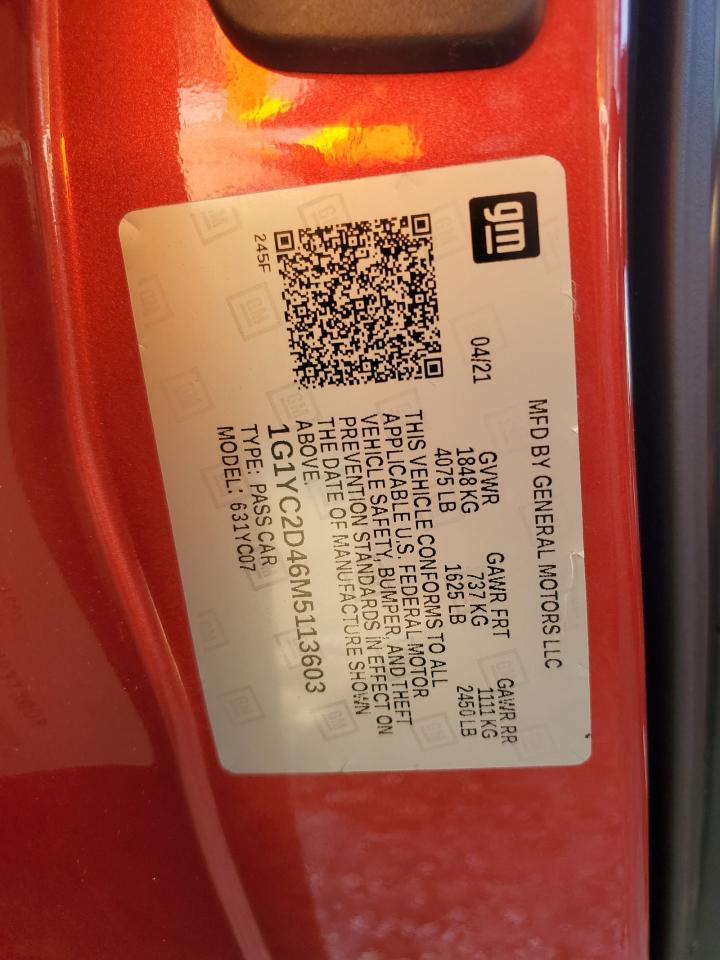 gm
04/21
245F
MFD BY GENERAL MOTORS LLC
GVWR GAWR FRT GAWR RR
1848 KG 737 KG 1111 KG
4075 LB 1625 LB 2450 LB
THIS VEHICLE CONFORMS TO ALL
APPLICABLE U.S. FEDERAL MOTOR
VEHICLE SAFETY, BUMPER, AND THEFT
PREVENTION STANDARDS IN EFFECT ON
THE DATE OF MANUFACTURE SHOWN
ABOVE.
1G1YC2D46M5113603
TYPE: PASS CAR
MODEL: 631YC07